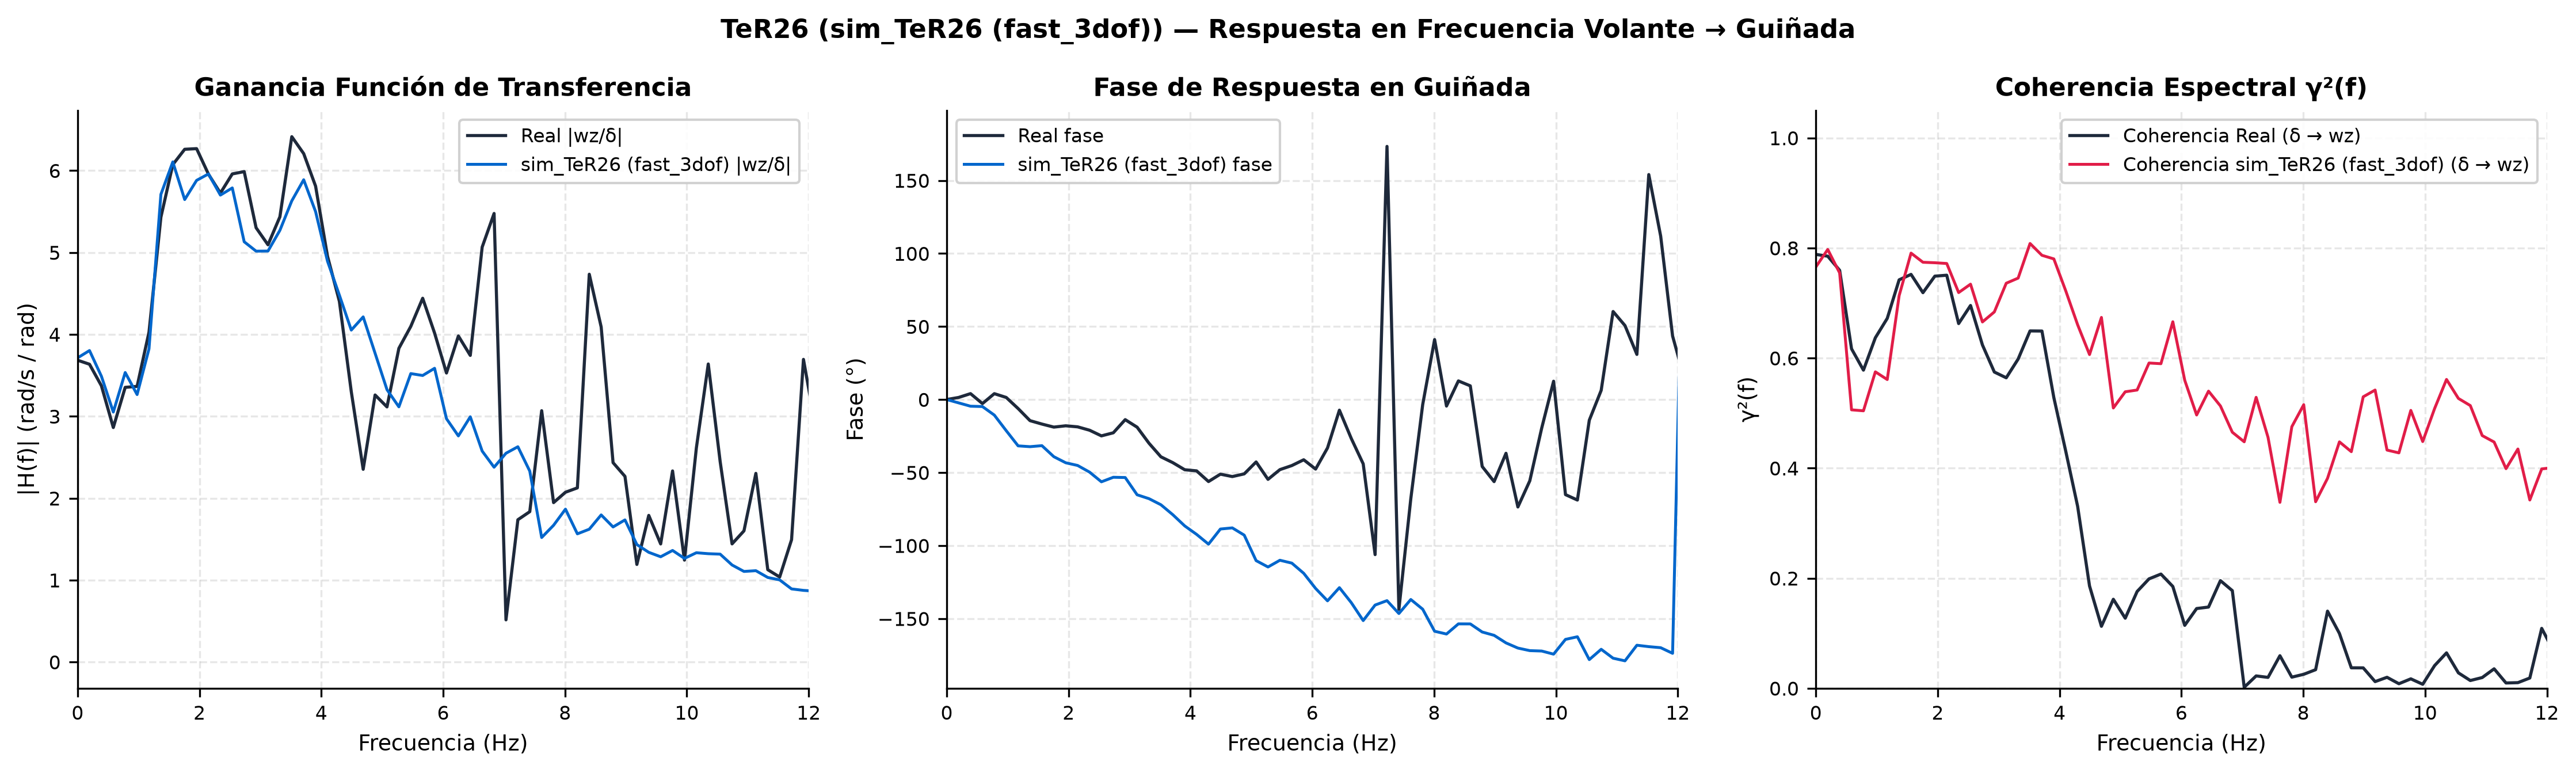 TeR26 (sim_TeR26 (fast_3dof)) — Respuesta en Frecuencia Volante → Guiñada
Ganancia Función de Transferencia
|H(f)| (rad/s / rad)
6
5
4
3
2
1
0
Real |wz/δ|
sim_TeR26 (fast_3dof) |wz/δ|
0 2 4 6 8 10 12
Frecuencia (Hz)
Fase de Respuesta en Guiñada
Fase (°)
150
100
50
0
−50
−100
−150
Real fase
sim_TeR26 (fast_3dof) fase
0 2 4 6 8 10 12
Frecuencia (Hz)
Coherencia Espectral γ²(f)
γ²(f)
1.0
0.8
0.6
0.4
0.2
0.0
Coherencia Real (δ → wz)
Coherencia sim_TeR26 (fast_3dof) (δ → wz)
0 2 4 6 8 10 12
Frecuencia (Hz)